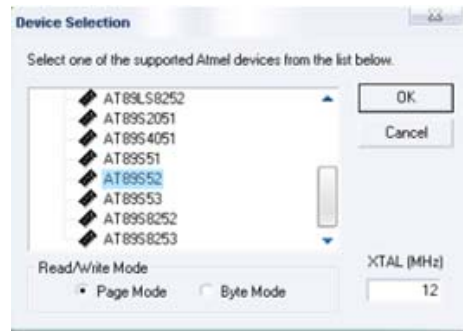 Device Selection
Select one of the supported Atmel devices from the list below.
AT89LS8252
AT89S2051
AT89S4051
AT89S51
AT89S52
AT89S53
AT89S8252
AT89S8253
OK
Cancel
Read/Write Mode
Page Mode
Byte Mode
XTAL (MHz)
12